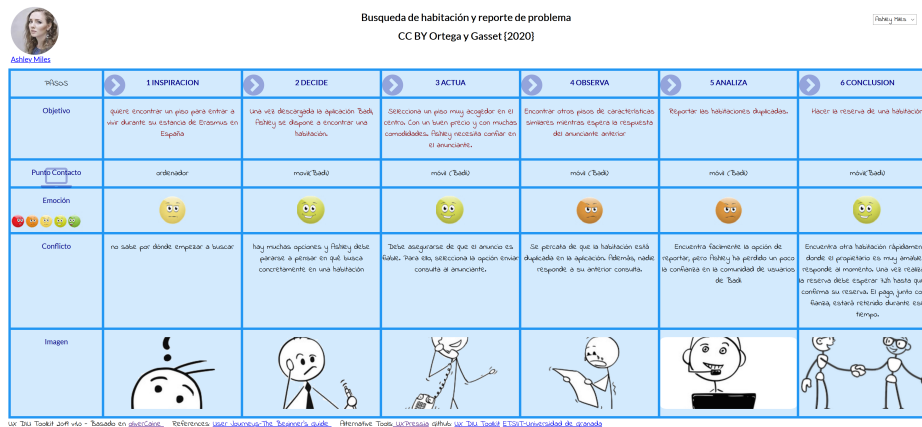 Busqueda de habitación y reporte de problema
CC BY Ortega y Gasset {2020}
Ashley Miles
Ashley Miles
PASOS
1 INSPIRACION
2 DECIDE
3 ACTUA
4 OBSERVA
5 ANALIZA
6 CONCLUSION
Objetivo
quiere encontrar un piso para entrar a
vivir durante su estancia de Erasmus en
España
Una vez descargada la aplicación Badi,
Ashley se dispone a encontrar una
habitación.
Selecciona un piso muy acogedor en el
centro. Con un buen precio y con muchas
comodidades. Ashley necesita confiar en
el anunciante.
Encontrar otros pisos de características
similares mientras espera la respuesta
del anunciante anterior
Reportar las habitaciones duplicadas.
Hacer la reserva de una habitación
Punto Contacto
ordenador
movil(Badi)
móvil (Badi)
móvil (Badi)
móvil (Badi)
móvil(Badi)
Emoción
Conflicto
no sabe por dónde empezar a buscar
hay muchas opciones y Ashley debe
pararse a pensar en qué busca
concretamente en una habitación
Debe asegurarse de que el anuncio es
fiable. Para ello, selecciona la opción enviar
consulta al anunciante.
Se percata de que la habitación está
duplicada en la aplicación. Además, nadie
responde a su anterior consulta.
Encuentra facilmente la opción de
reportar, pero Ashley ha perdido un poco
la confianza en la comunidad de usuarios
de Badi
Encuentra otra habitación rápidamen
donde el propietario es muy amable
responde al momento. Una vez realiz
la reserva debe esperar 42h hasta qu
confirma su reserva. El pago, junto co
fianza, estará retenido durante es
tiempo.
Imagen
UX DIU Toolkit 2019 v1.0 - Basado en oliverCaine References: User Journeys-The Beginner's guide Alternative Tools: UXPressia github: UX DIU Toolkit ETSIIT-Universidad de Granada